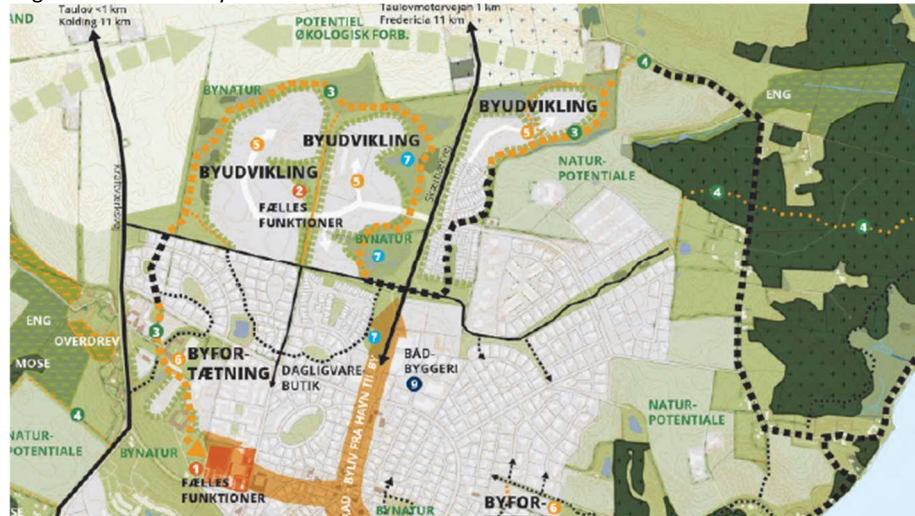 Taulov <1 km
Kolding 11 km
Taulovmotorvejen 1 km
Fredericia 11 km
AND
POTENTIEL
ØKOLOGISK FORB.
4
BYNATUR
3
BYUDVIKLING
ENG
5
BYUDVIKLING
5
3
7
NATUR-
POTENTIALE
BYUDVIKLING
2
5
FÆLLES
FUNKTIONER
Skærbækvej
4
BYNATUR
7
4
ENG
3
OVERDREV
7
MOSE
6
BYFOR-
TÆTNING
DAGLIGVARE-
BUTIK
BÅD-
BYGGERI
9
BYLIV FRA HAVN TIL BY
4
NATUR-
POTENTIALE
NATUR-
POTENTIALE
BYNATUR
1
FÆLLES
FUNKTIONER
BYFOR-
6
BYNATUR